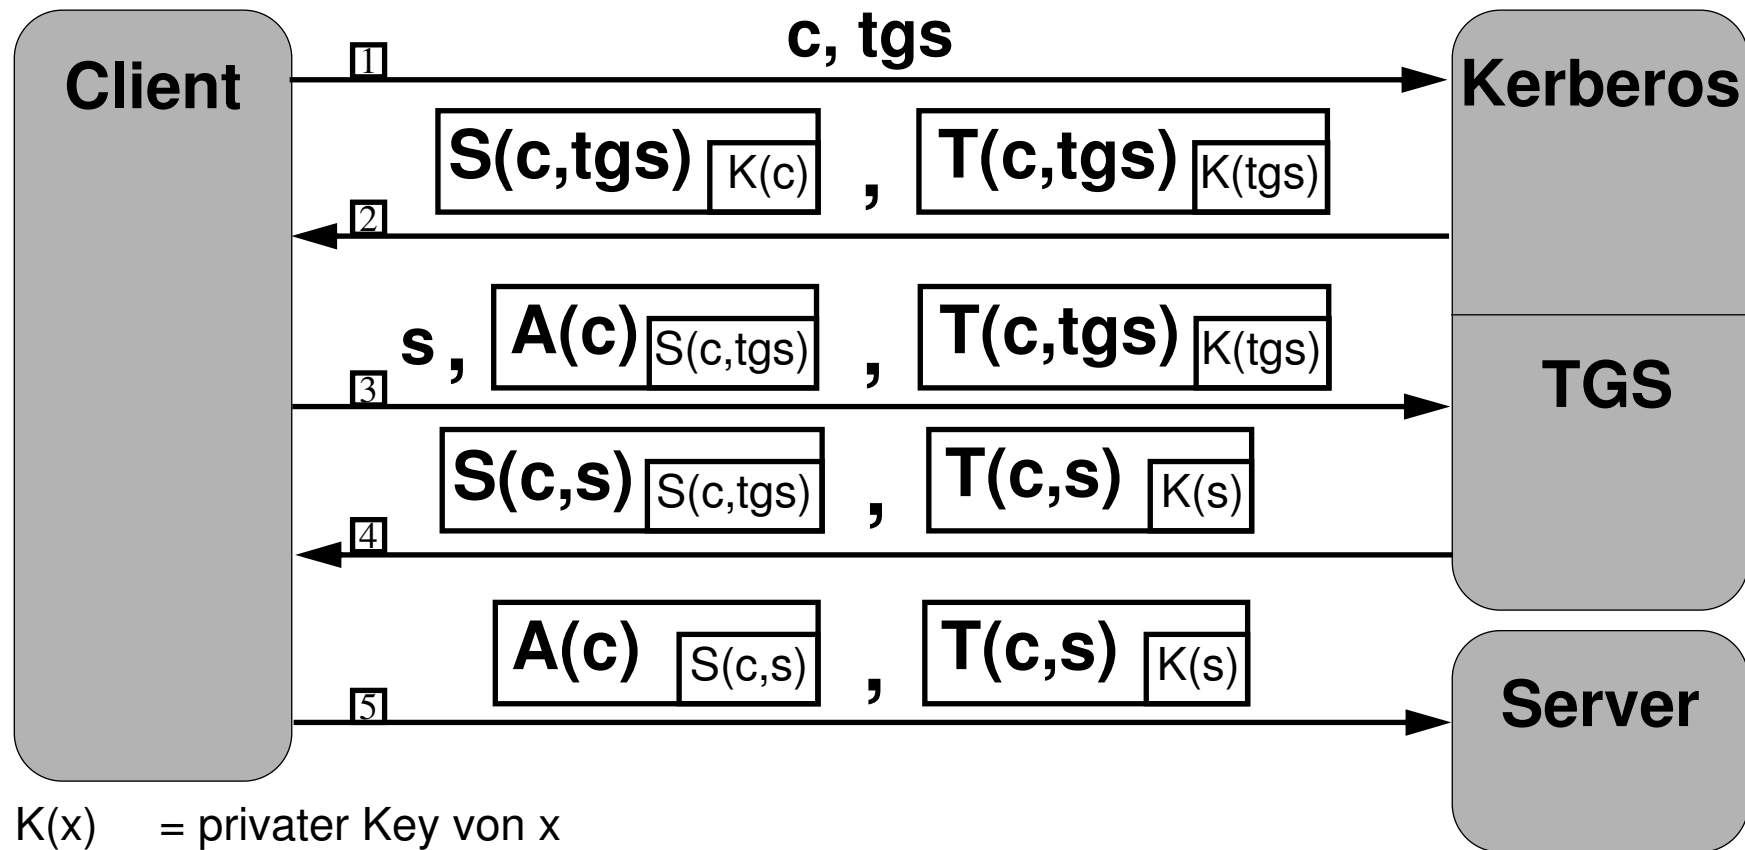 c, tgs
1
Client
Kerberos
S(c,tgs) K(c) , T(c,tgs) K(tgs)
2
s , A(c) S(c,tgs) , T(c,tgs) K(tgs)
3
TGS
S(c,s) S(c,tgs) , T(c,s) K(s)
4
A(c) S(c,s) , T(c,s) K(s)
5
Server
K(x) = privater Key von x